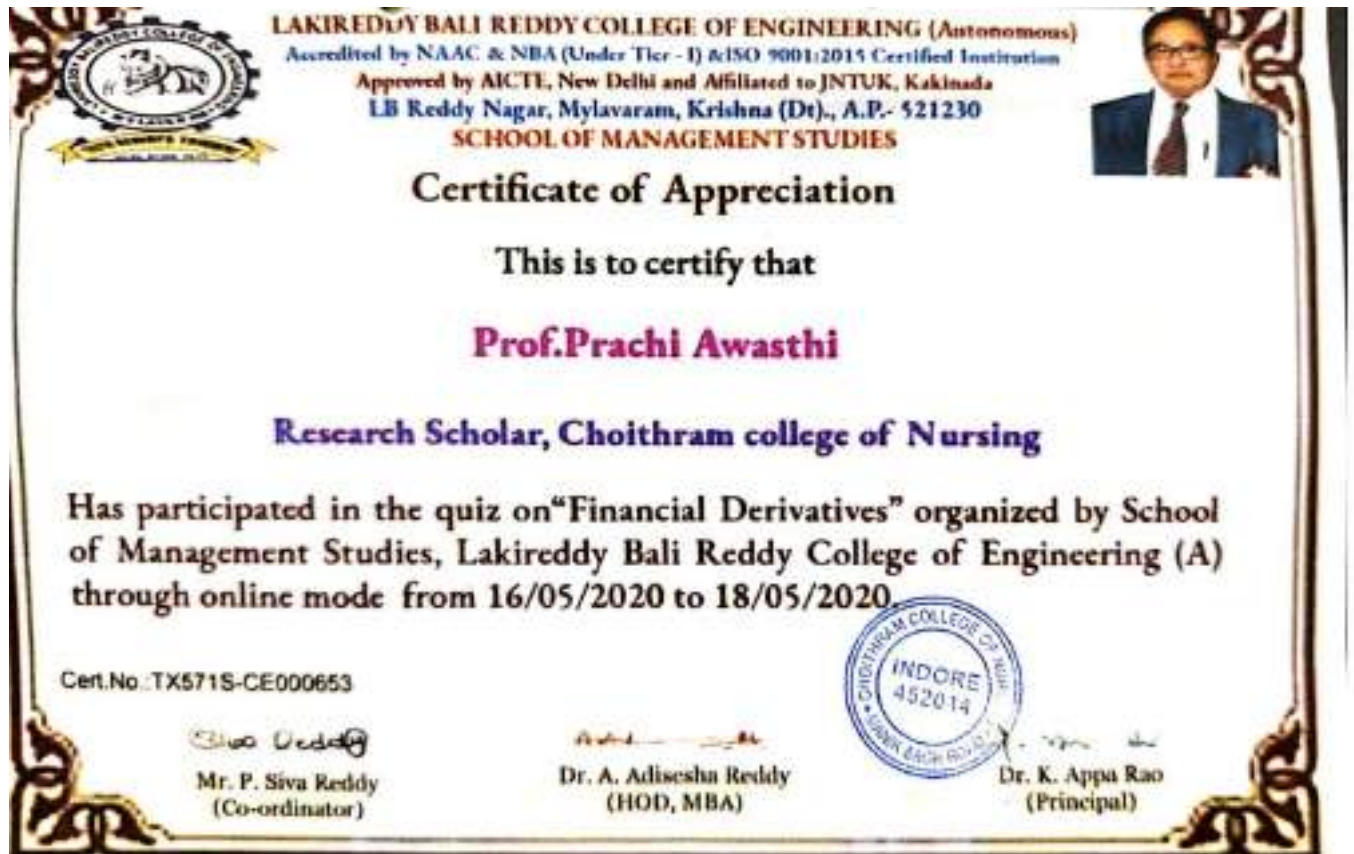 LAKIREDDY BALI REDDY COLLEGE OF ENGINEERING (Autonomous)
Accredited by NAAC & NBA (Under Tier - I) &ISO 9001:2015 Certified Institution
Approved by AICTE, New Delhi and Affiliated to JNTUK, Kakinada
LB Reddy Nagar, Mylavaram, Krishna (Dt)., A.P.- 521230
SCHOOL OF MANAGEMENT STUDIES
Certificate of Appreciation
This is to certify that
Prof.Prachi Awasthi
Research Scholar, Choithram college of Nursing
Has participated in the quiz on“Financial Derivatives” organized by School
of Management Studies, Lakireddy Bali Reddy College of Engineering (A)
through online mode from 16/05/2020 to 18/05/2020.
CHOITHRAM COLLEGE OF
INDORE
452014
Cert.No.:TX571S-CE000653
Mr. P. Siva Reddy
(Co-ordinator)
Dr. A. Adisesha Reddy
(HOD, MBA)
Dr. K. Appa Rao
(Principal)